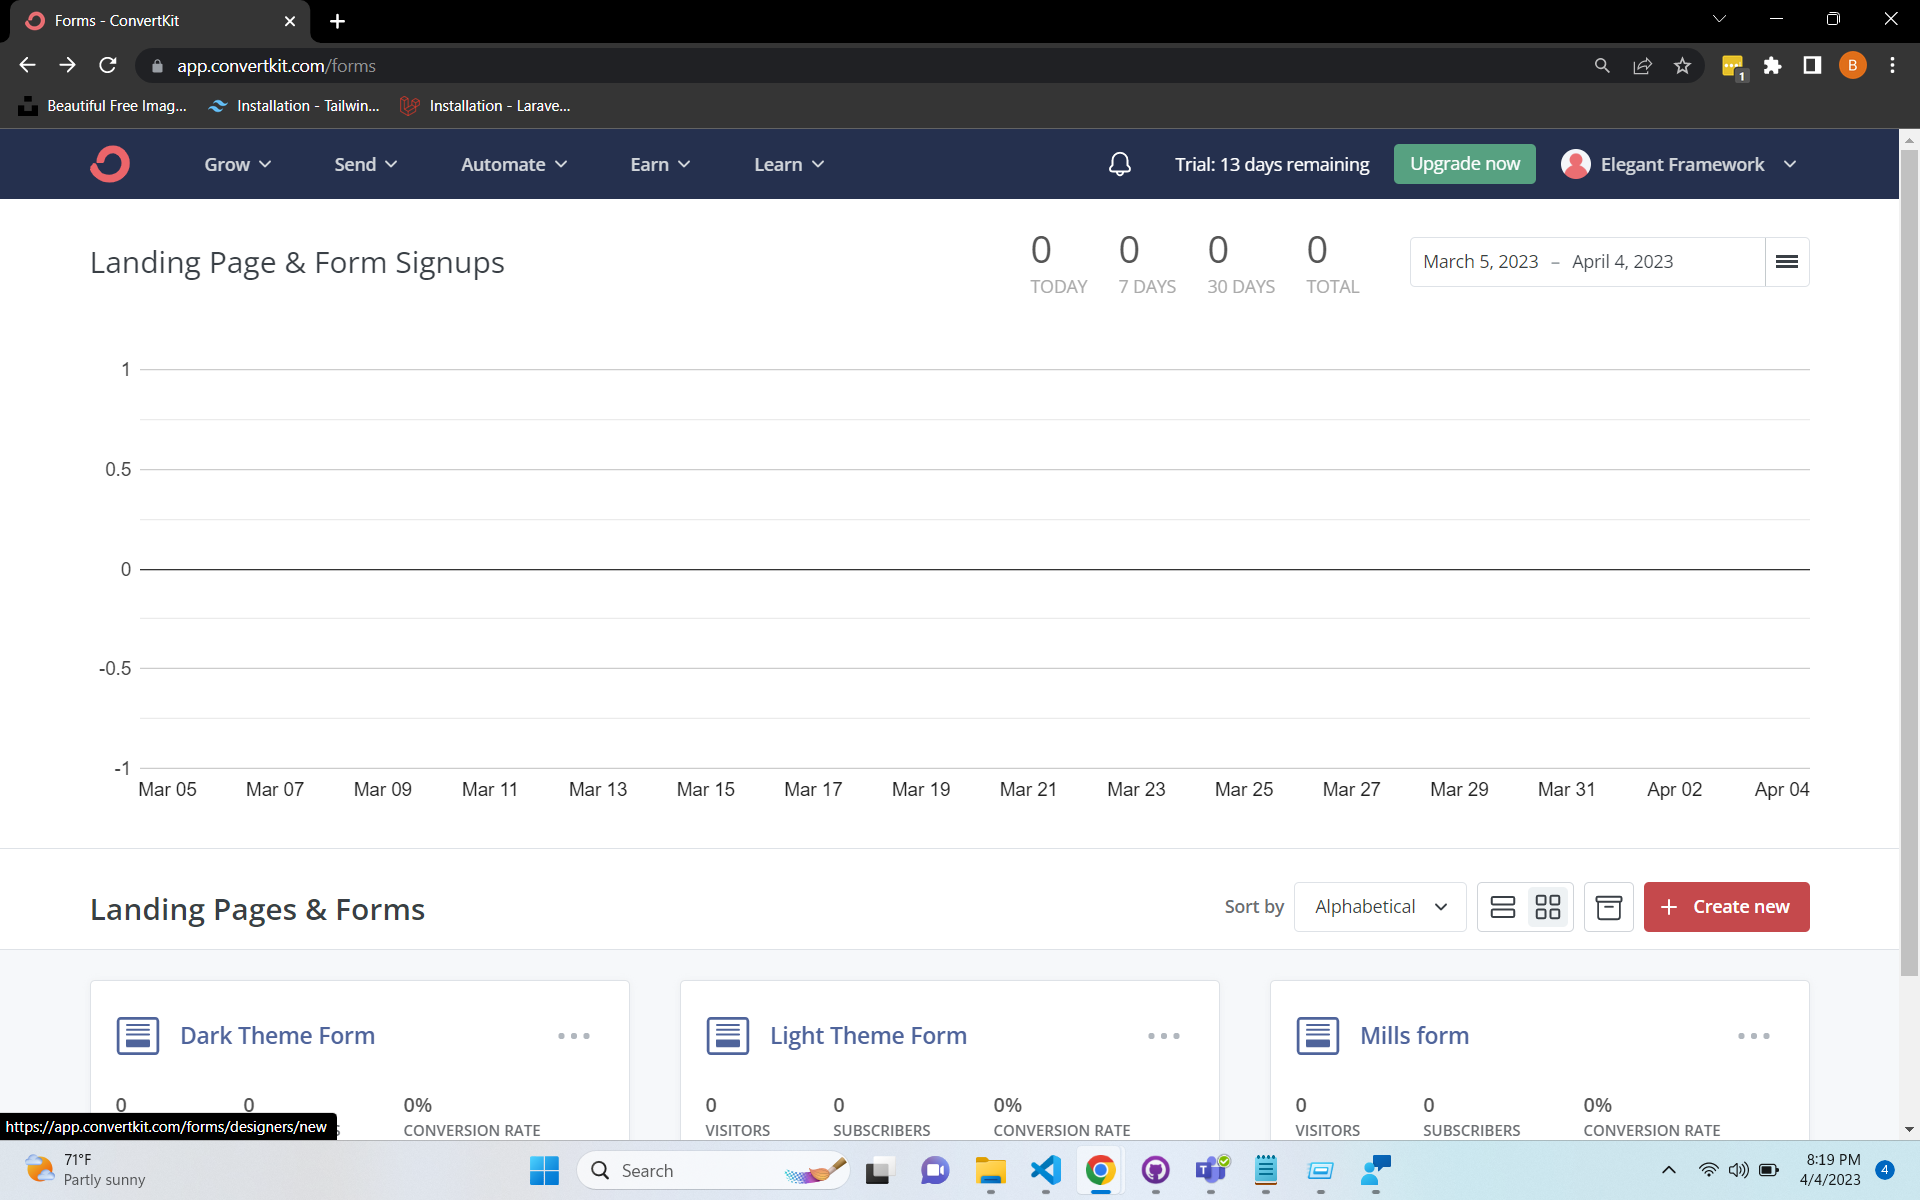 Forms - ConvertKit
app.convertkit.com/forms
1
B
Beautiful Free Imag...
Installation - Tailwin...
Installation - Larave...
Grow
Send
Automate
Earn
Learn
Trial: 13 days remaining
Upgrade now
Elegant Framework
Landing Page & Form Signups
0
TODAY
0
7 DAYS
0
30 DAYS
0
TOTAL
March 5, 2023 – April 4, 2023
1
0.5
0
-0.5
-1
Mar 05 Mar 07 Mar 09 Mar 11 Mar 13 Mar 15 Mar 17 Mar 19 Mar 21 Mar 23 Mar 25 Mar 27 Mar 29 Mar 31 Apr 02 Apr 04
Landing Pages & Forms
Sort by
Alphabetical
+ Create new
Dark Theme Form
0
0
0%
CONVERSION RATE
Light Theme Form
0
VISITORS
0
SUBSCRIBERS
0%
CONVERSION RATE
Mills form
0
VISITORS
0
SUBSCRIBERS
0%
CONVERSION RATE
https://app.convertkit.com/forms/designers/new
71°F
Partly sunny
Search
8:19 PM
4/4/2023
4